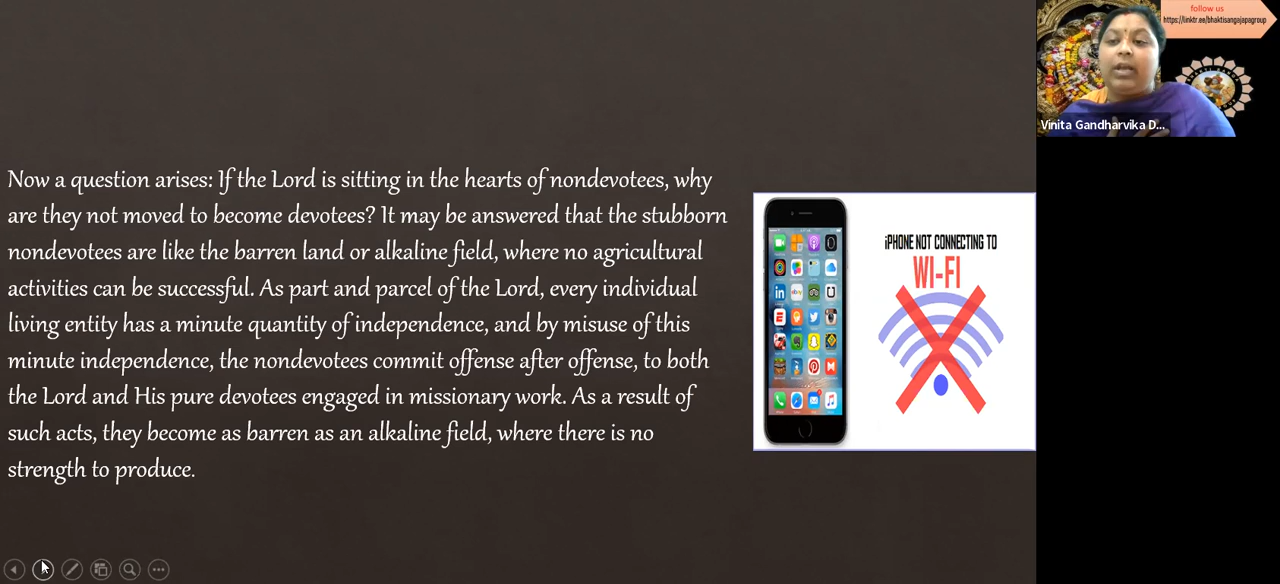 Now a question arises: If the Lord is sitting in the hearts of nondevotees, why
are they not moved to become devotees? It may be answered that the stubborn
nondevotees are like the barren land or alkaline field, where no agricultural
activities can be successful. As part and parcel of the Lord, every individual
living entity has a minute quantity of independence, and by misuse of this
minute independence, the nondevotees commit offense after offense, to both
the Lord and His pure devotees engaged in missionary work. As a result of
such acts, they become as barren as an alkaline field, where there is no
strength to produce.
iPHONE NOT CONNECTING TO
WI-FI
follow us
https://linktr.ee/bhaktisangajapagroup
Vinita Gandharvika D...